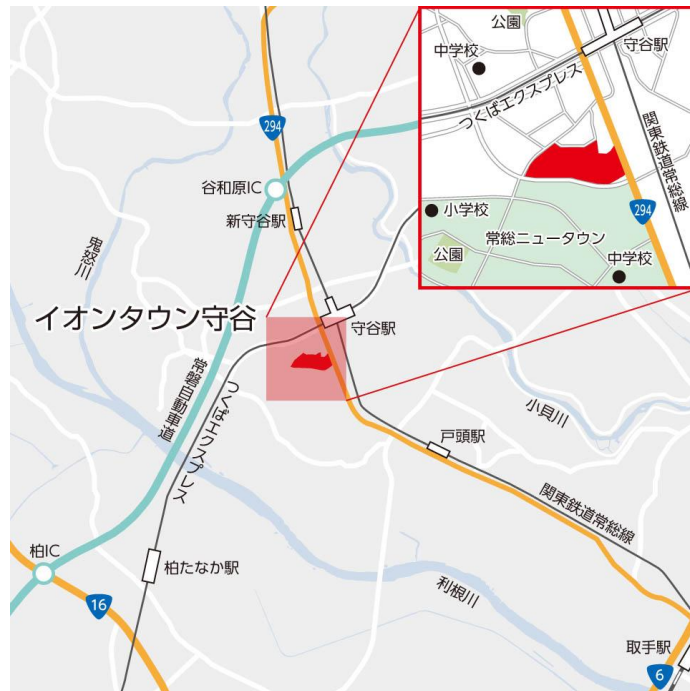 公園
中学校
守谷駅
つくばエクスプレス
関東鉄道常総線
294
小学校
常総ニュータウン
公園
中学校
294
谷和原IC
新守谷駅
鬼怒川
イオンタウン守谷
守谷駅
常磐自動車道
つくばエクスプレス
小貝川
戸頭駅
関東鉄道常総線
柏IC
柏たなか駅
16
利根川
取手駅
6